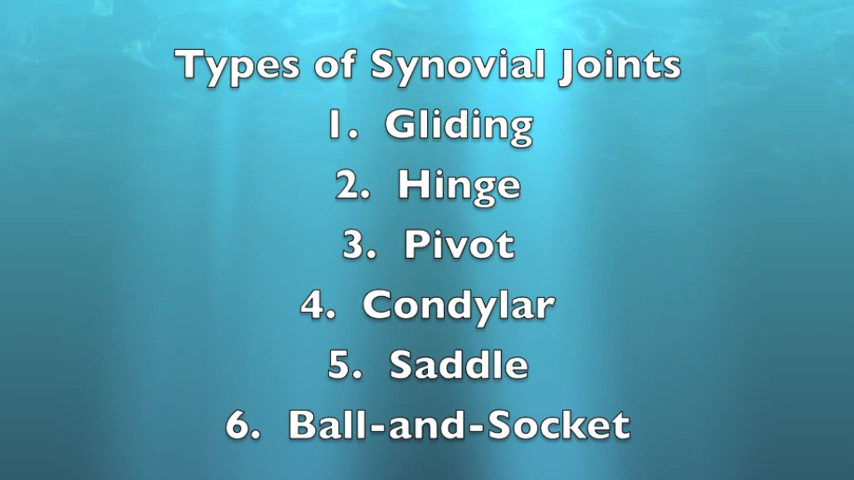 Types of Synovial Joints
1. Gliding
2. Hinge
3. Pivot
4. Condylar
5. Saddle
6. Ball-and-Socket